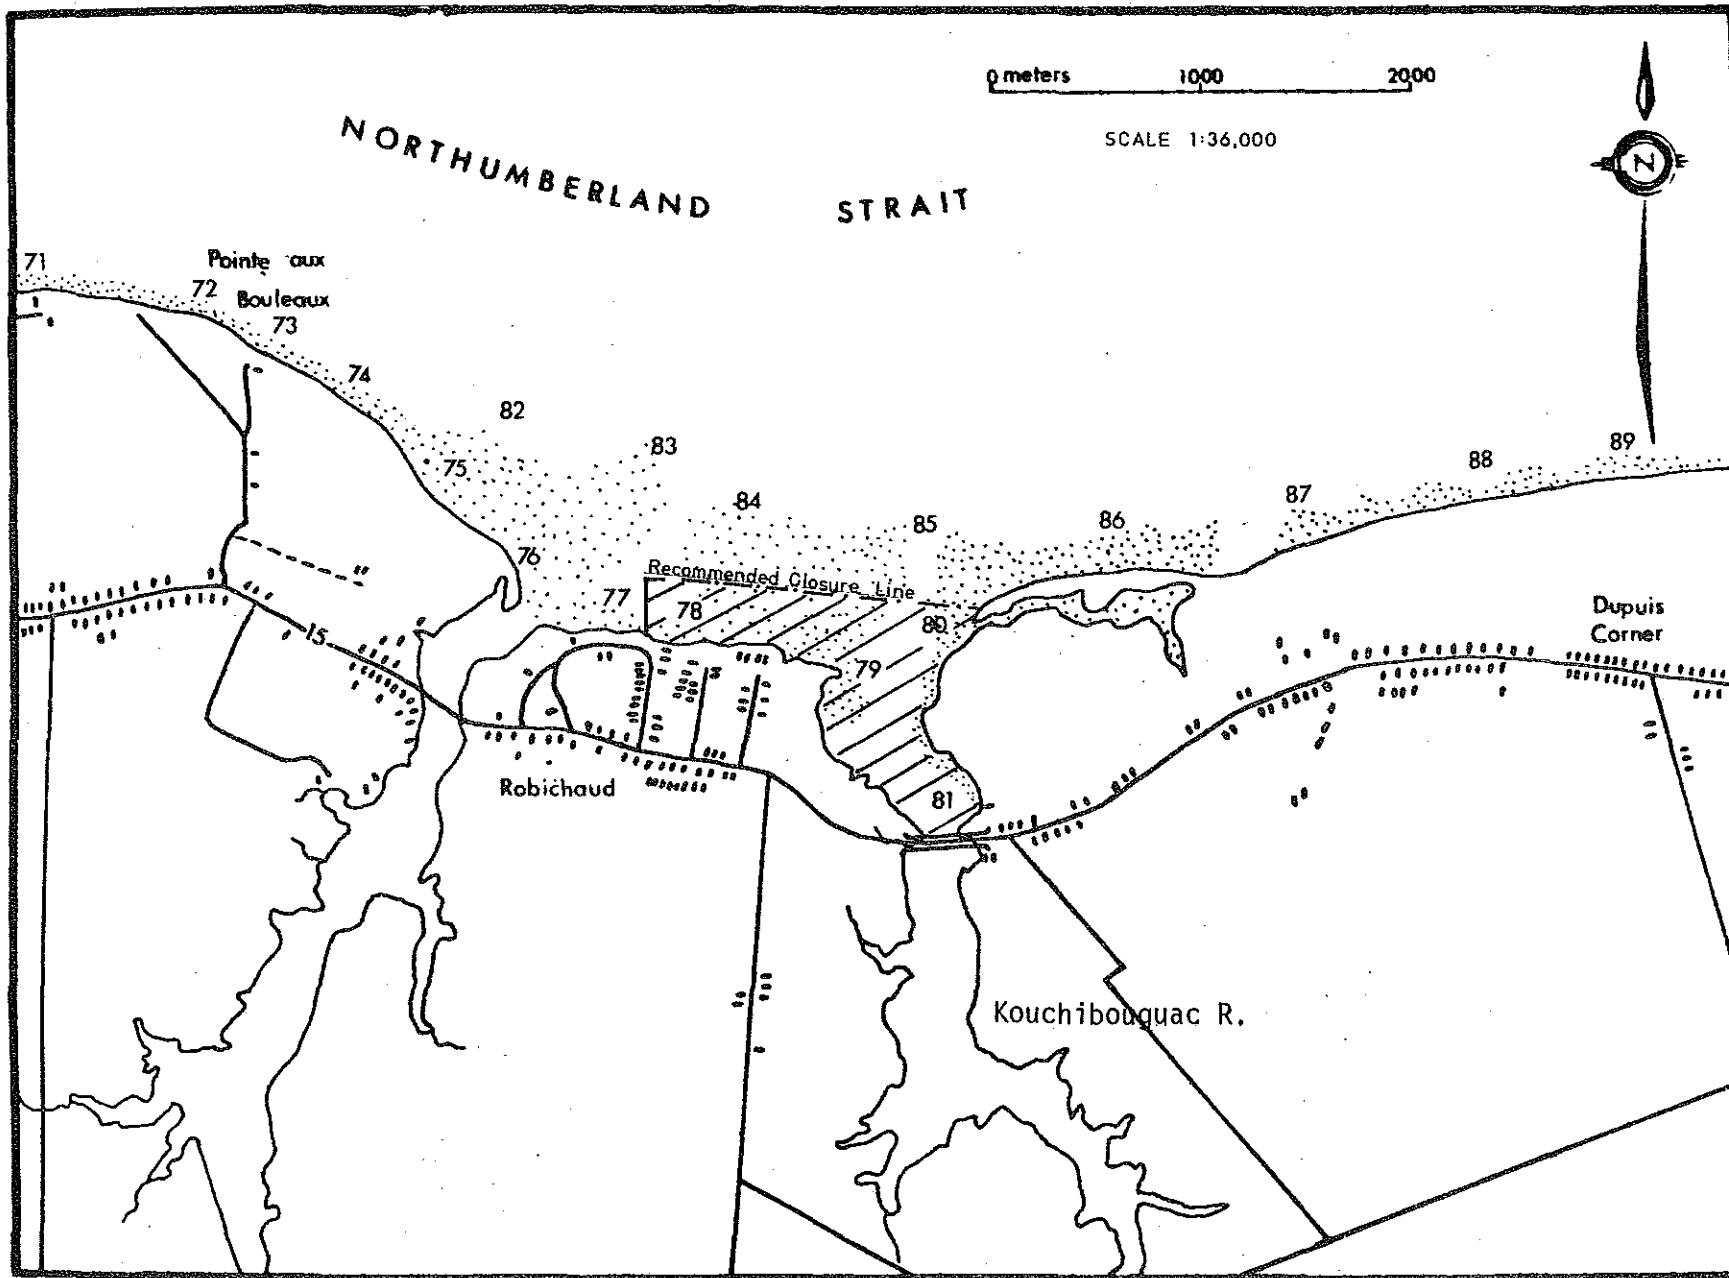 0 meters 1000 2000
SCALE 1:36,000
N
NORTHUMBERLAND STRAIT
71
Pointe aux
Bouleaux
72
73
74
82
83
75
84
85
86
87
88
89
76
Recommended Closure Line
77
78
80
79
81
15
Dupuis
Corner
Robichaud
Kouchibouguac R.